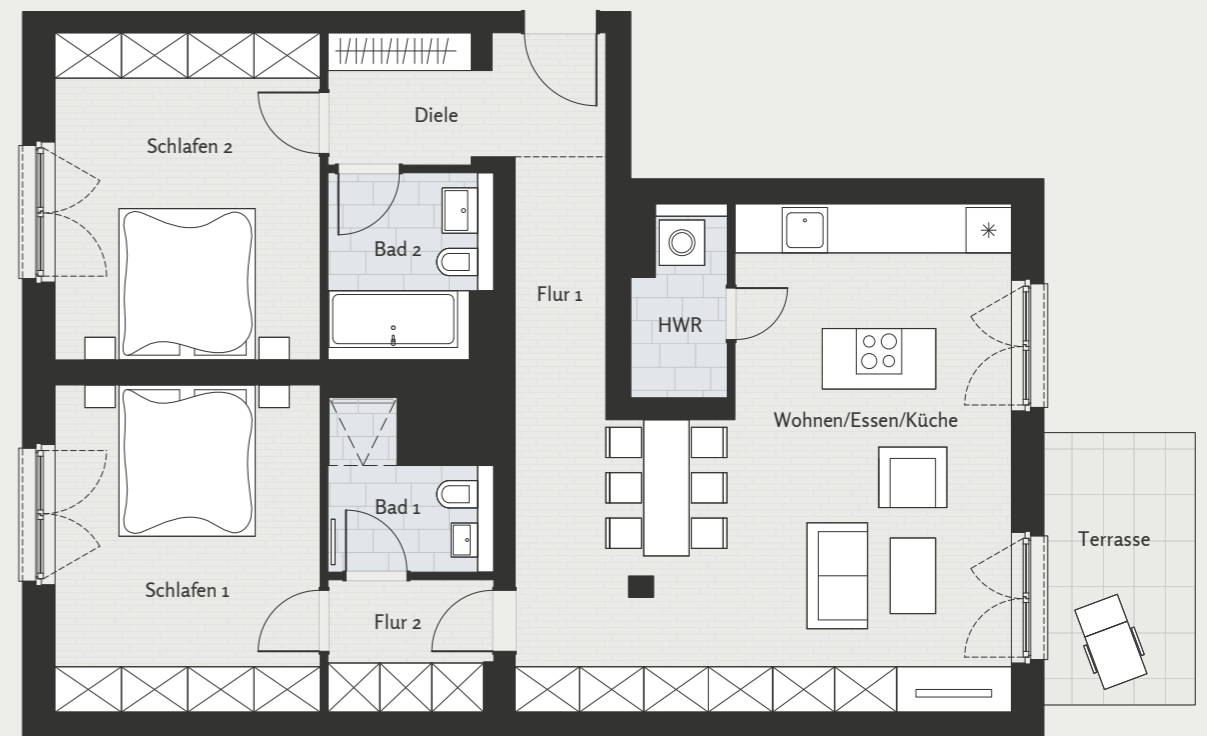 Diele
Schlafen 2
Bad 2
Flur 1
HWR
Wohnen/Essen/Küche
Bad 1
Terrasse
Schlafen 1
Flur 2